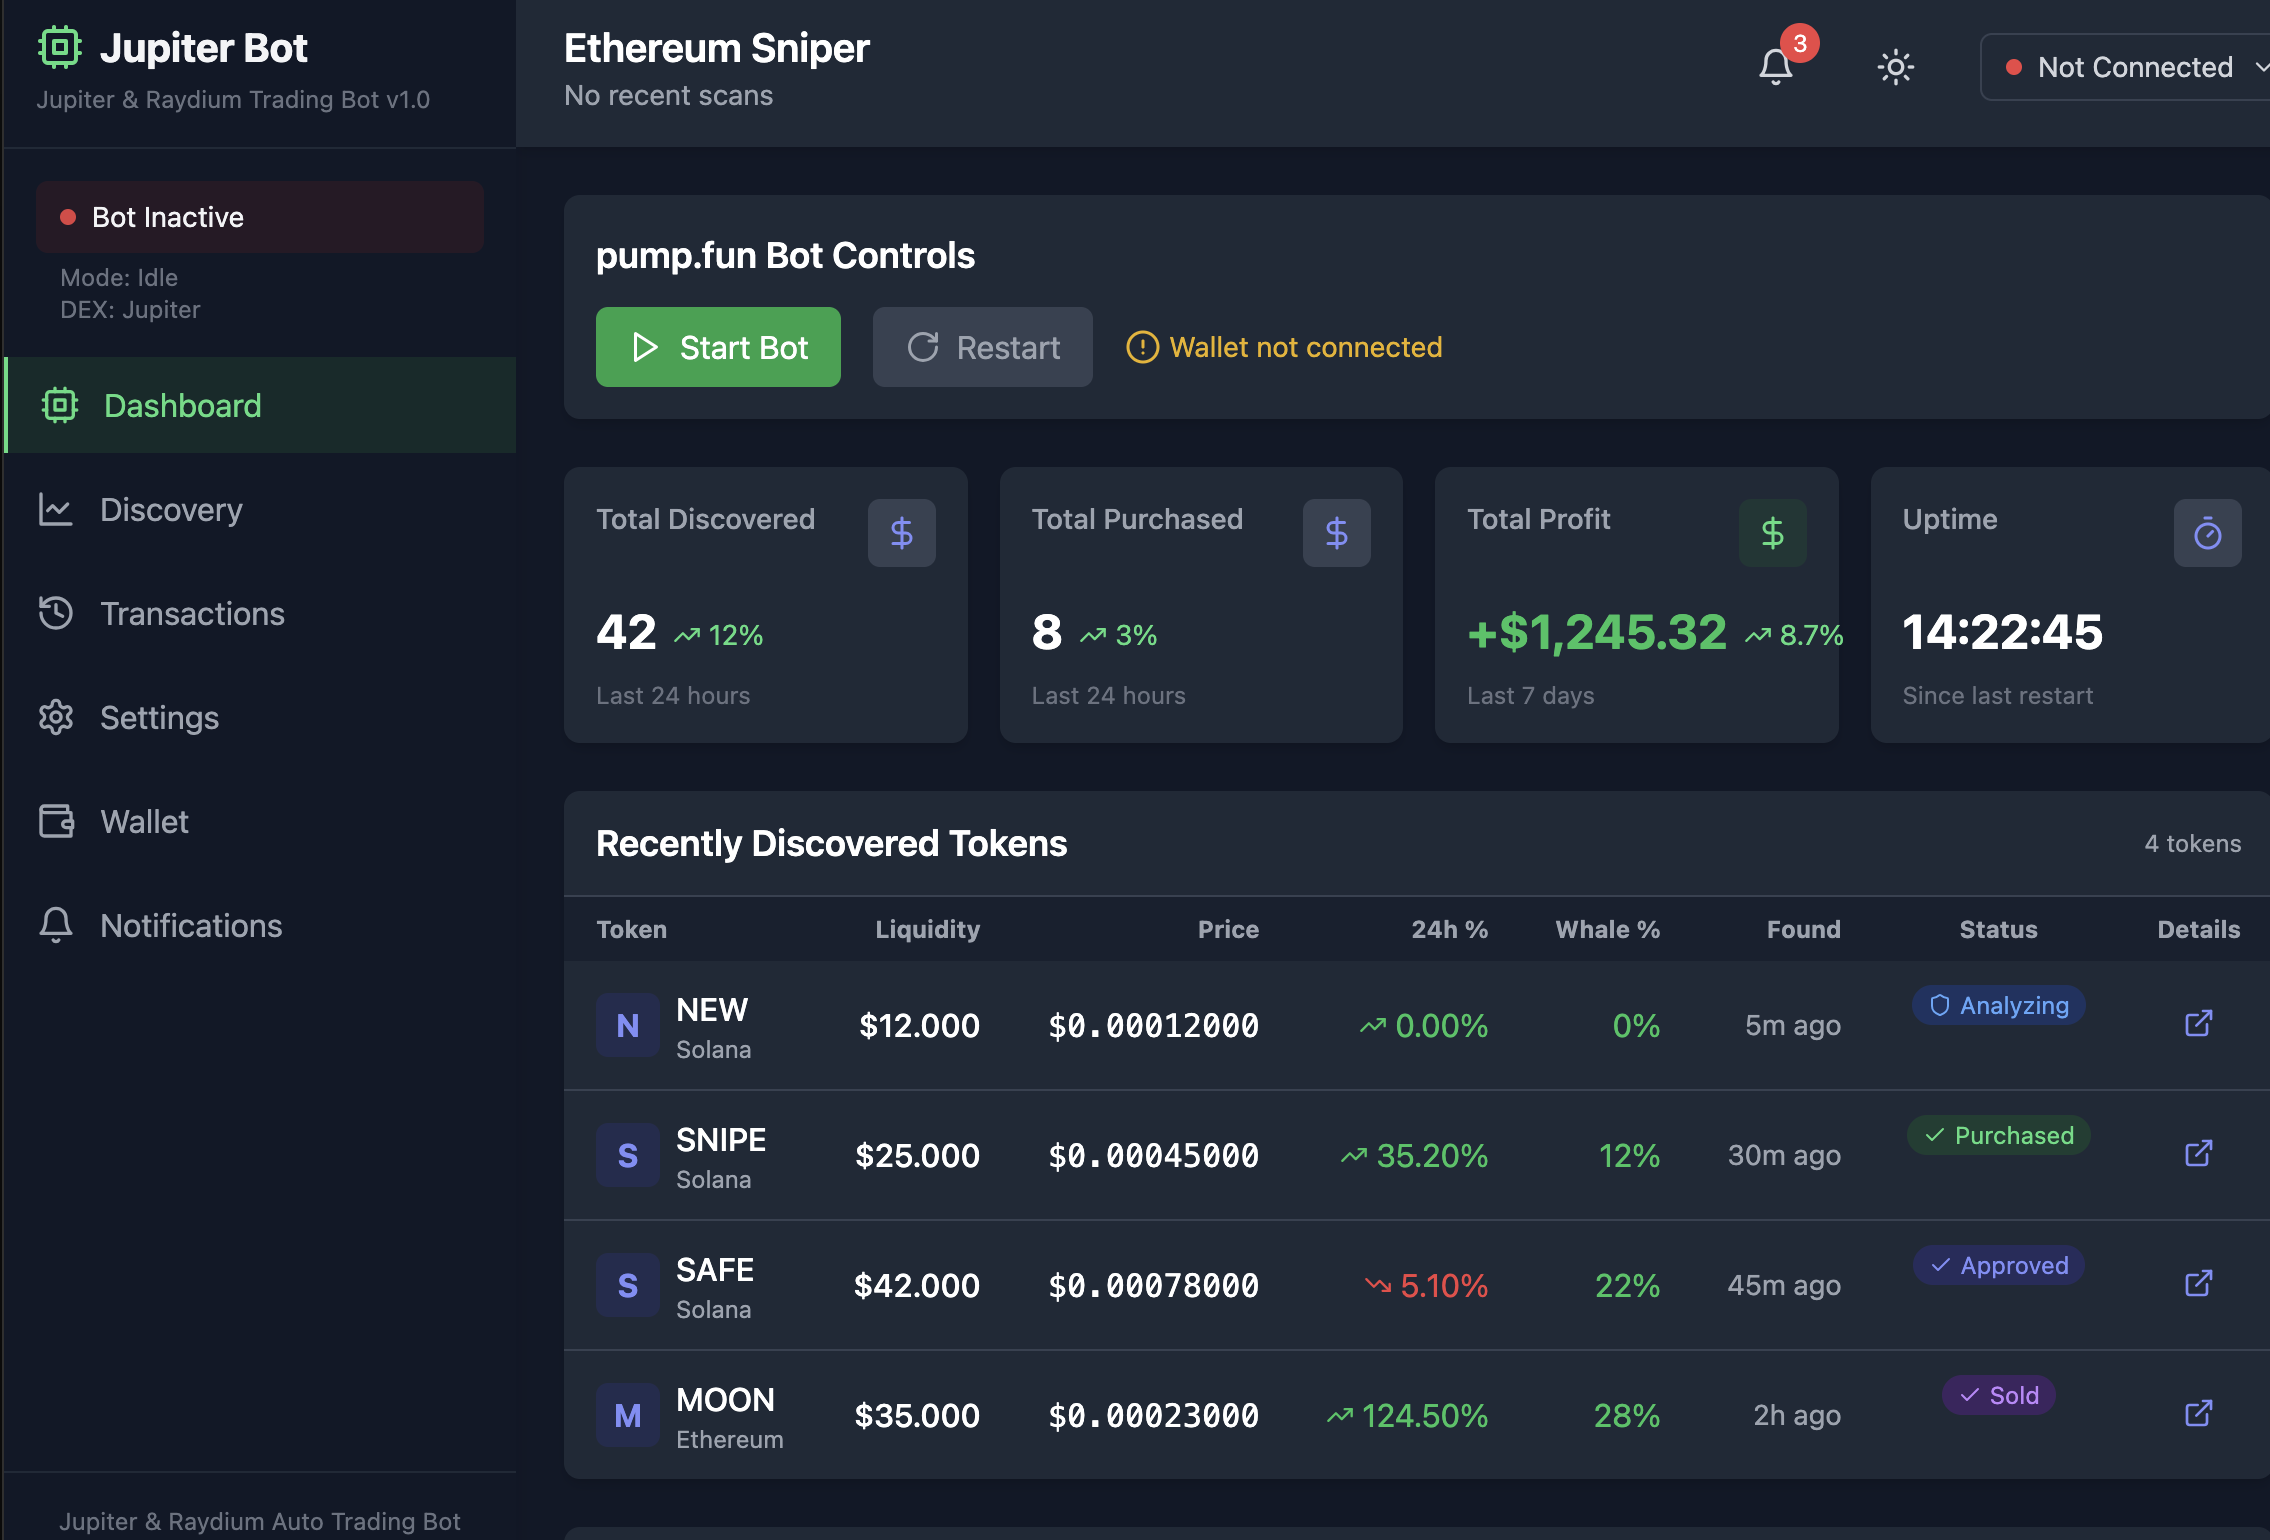 Jupiter Bot
Jupiter & Raydium Trading Bot v1.0
Bot Inactive
Mode: Idle
DEX: Jupiter
Dashboard
Discovery
Transactions
Settings
Wallet
Notifications
Jupiter & Raydium Auto Trading Bot
Ethereum Sniper
No recent scans
3
Not Connected
pump.fun Bot Controls
Start Bot
Restart
Wallet not connected
Total Discovered
$
42
12%
Last 24 hours
Total Purchased
$
8
3%
Last 24 hours
Total Profit
$
+$1,245.32
8.7%
Last 7 days
Uptime
14:22:45
Since last restart
Recently Discovered Tokens
4 tokens
Token Liquidity Price 24h % Whale % Found Status Details
N NEW Solana $12.000 $0.00012000 0.00% 0% 5m ago Analyzing
S SNIPE Solana $25.000 $0.00045000 35.20% 12% 30m ago Purchased
S SAFE Solana $42.000 $0.00078000 5.10% 22% 45m ago Approved
M MOON Ethereum $35.000 $0.00023000 124.50% 28% 2h ago Sold